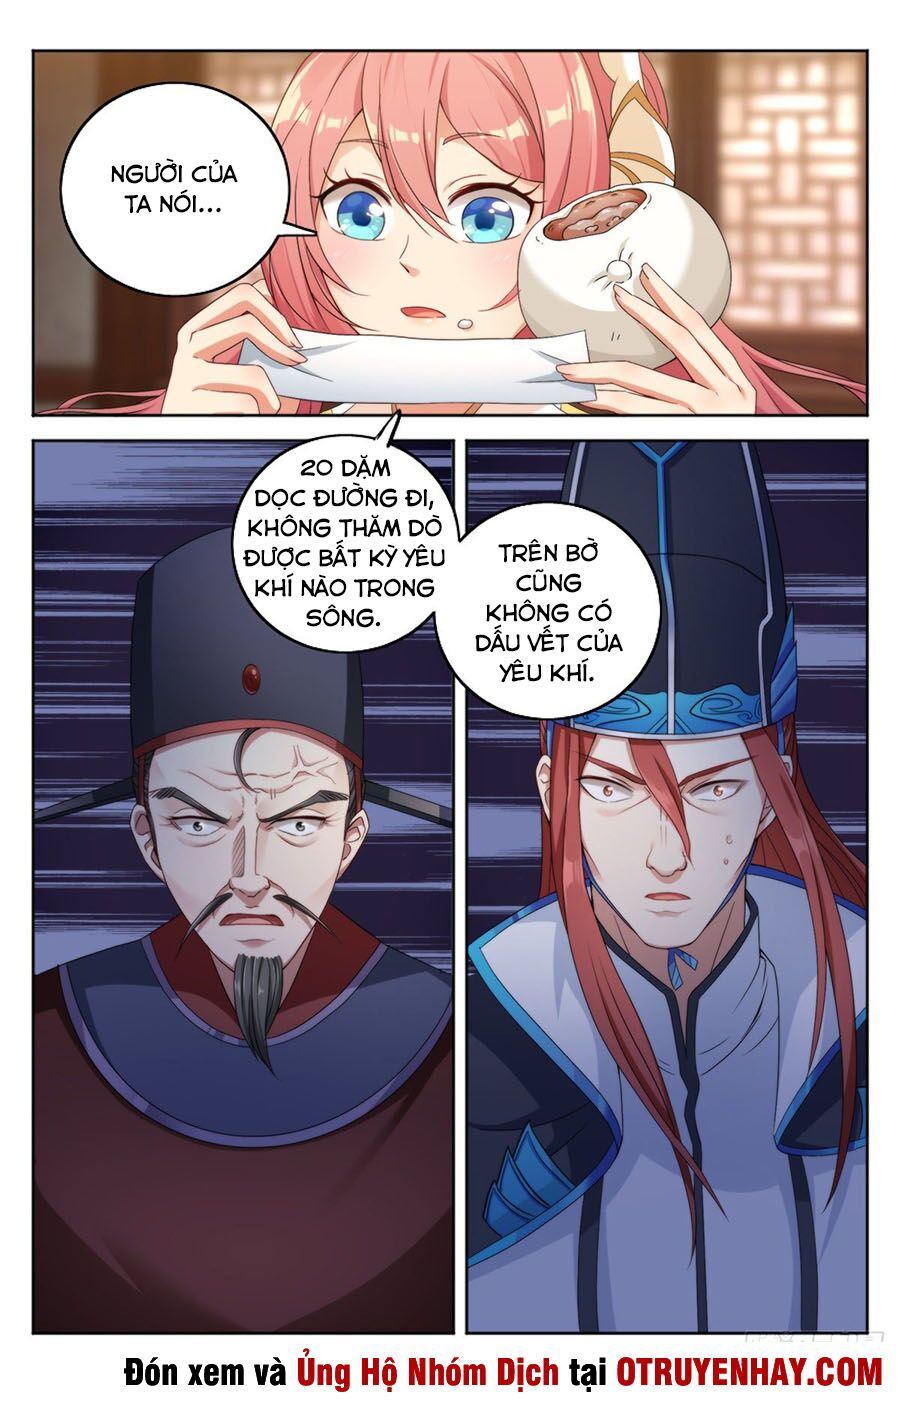 NGƯỜI CỦA
TA NÓI...
20 DẶM
DỌC ĐƯỜNG ĐI,
KHÔNG THĂM DÒ
ĐƯỢC BẤT KỲ YÊU
KHÍ NÀO TRONG
SÔNG.
TRÊN BỜ
CŨNG
KHÔNG CÓ
DẤU VẾT CỦA
YÊU KHÍ.
Đón xem và Ủng Hộ Nhóm Dịch tại OTRUYENHAY.COM